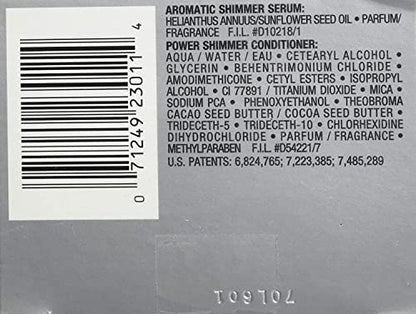 AROMATIC SHIMMER SERUM:
HELIANTHUS ANNUUS/SUNFLOWER SEED OIL • PARFUM/
FRAGRANCE F.I.L. #D10218/1
POWER SHIMMER CONDITIONER:
AQUA / WATER / EAU • CETEARYL ALCOHOL •
GLYCERIN • BEHENTRIMONIUM CHLORIDE •
AMODIMETHICONE • CETYL ESTERS • ISOPROPYL
ALCOHOL • CI 77891 / TITANIUM DIOXIDE • MICA •
SODIUM PCA • PHENOXYETHANOL • THEOBROMA
CACAO SEED BUTTER / COCOA SEED BUTTER •
TRIDECETH-5 • TRIDECETH-10 • CHLORHEXIDINE
DIHYDROCHLORIDE • PARFUM / FRAGRANCE •
METHYLPARABEN F.I.L. #D54221/7
U.S. PATENTS: 6,824,765; 7,223,385; 7,485,289
0 71249 23011 4
70L601